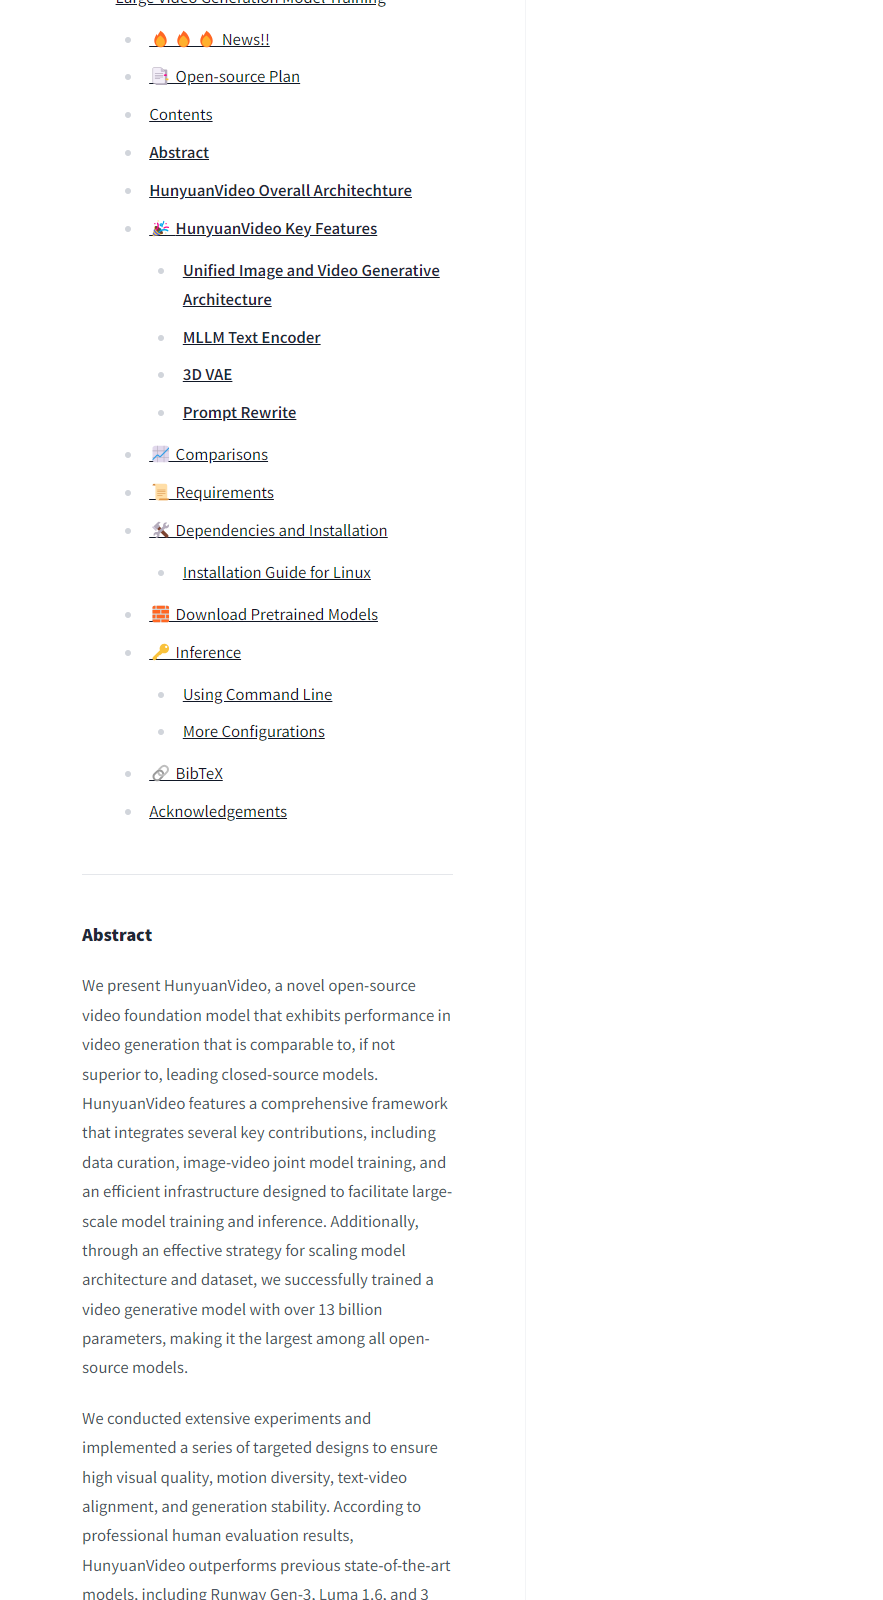 Large Video Generation Model Training
🔥 🔥 🔥 News!!
📑 Open-source Plan
Contents
Abstract
HunyuanVideo Overall Architechture
🎉 HunyuanVideo Key Features
Unified Image and Video Generative
Architecture
MLLM Text Encoder
3D VAE
Prompt Rewrite
📈 Comparisons
📜 Requirements
🛠 Dependencies and Installation
Installation Guide for Linux
🧱 Download Pretrained Models
🔑 Inference
Using Command Line
More Configurations
🔗 BibTeX
Acknowledgements
Abstract
We present HunyuanVideo, a novel open-source
video foundation model that exhibits performance in
video generation that is comparable to, if not
superior to, leading closed-source models.
HunyuanVideo features a comprehensive framework
that integrates several key contributions, including
data curation, image-video joint model training, and
an efficient infrastructure designed to facilitate large-
scale model training and inference. Additionally,
through an effective strategy for scaling model
architecture and dataset, we successfully trained a
video generative model with over 13 billion
parameters, making it the largest among all open-
source models.
We conducted extensive experiments and
implemented a series of targeted designs to ensure
high visual quality, motion diversity, text-video
alignment, and generation stability. According to
professional human evaluation results,
HunyuanVideo outperforms previous state-of-the-art
models, including Runway Gen-3, Luma 1.6, and 3